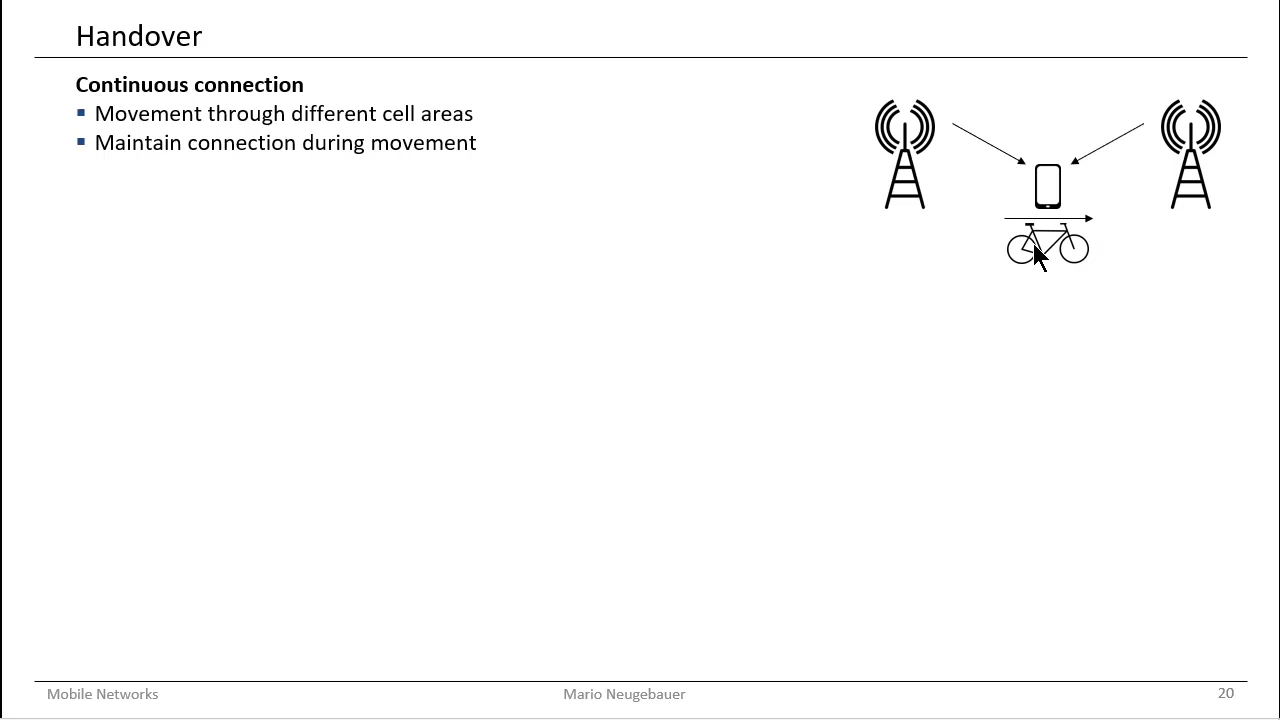 Handover
Continuous connection
Movement through different cell areas
Maintain connection during movement
Mobile Networks
Mario Neugebauer
20